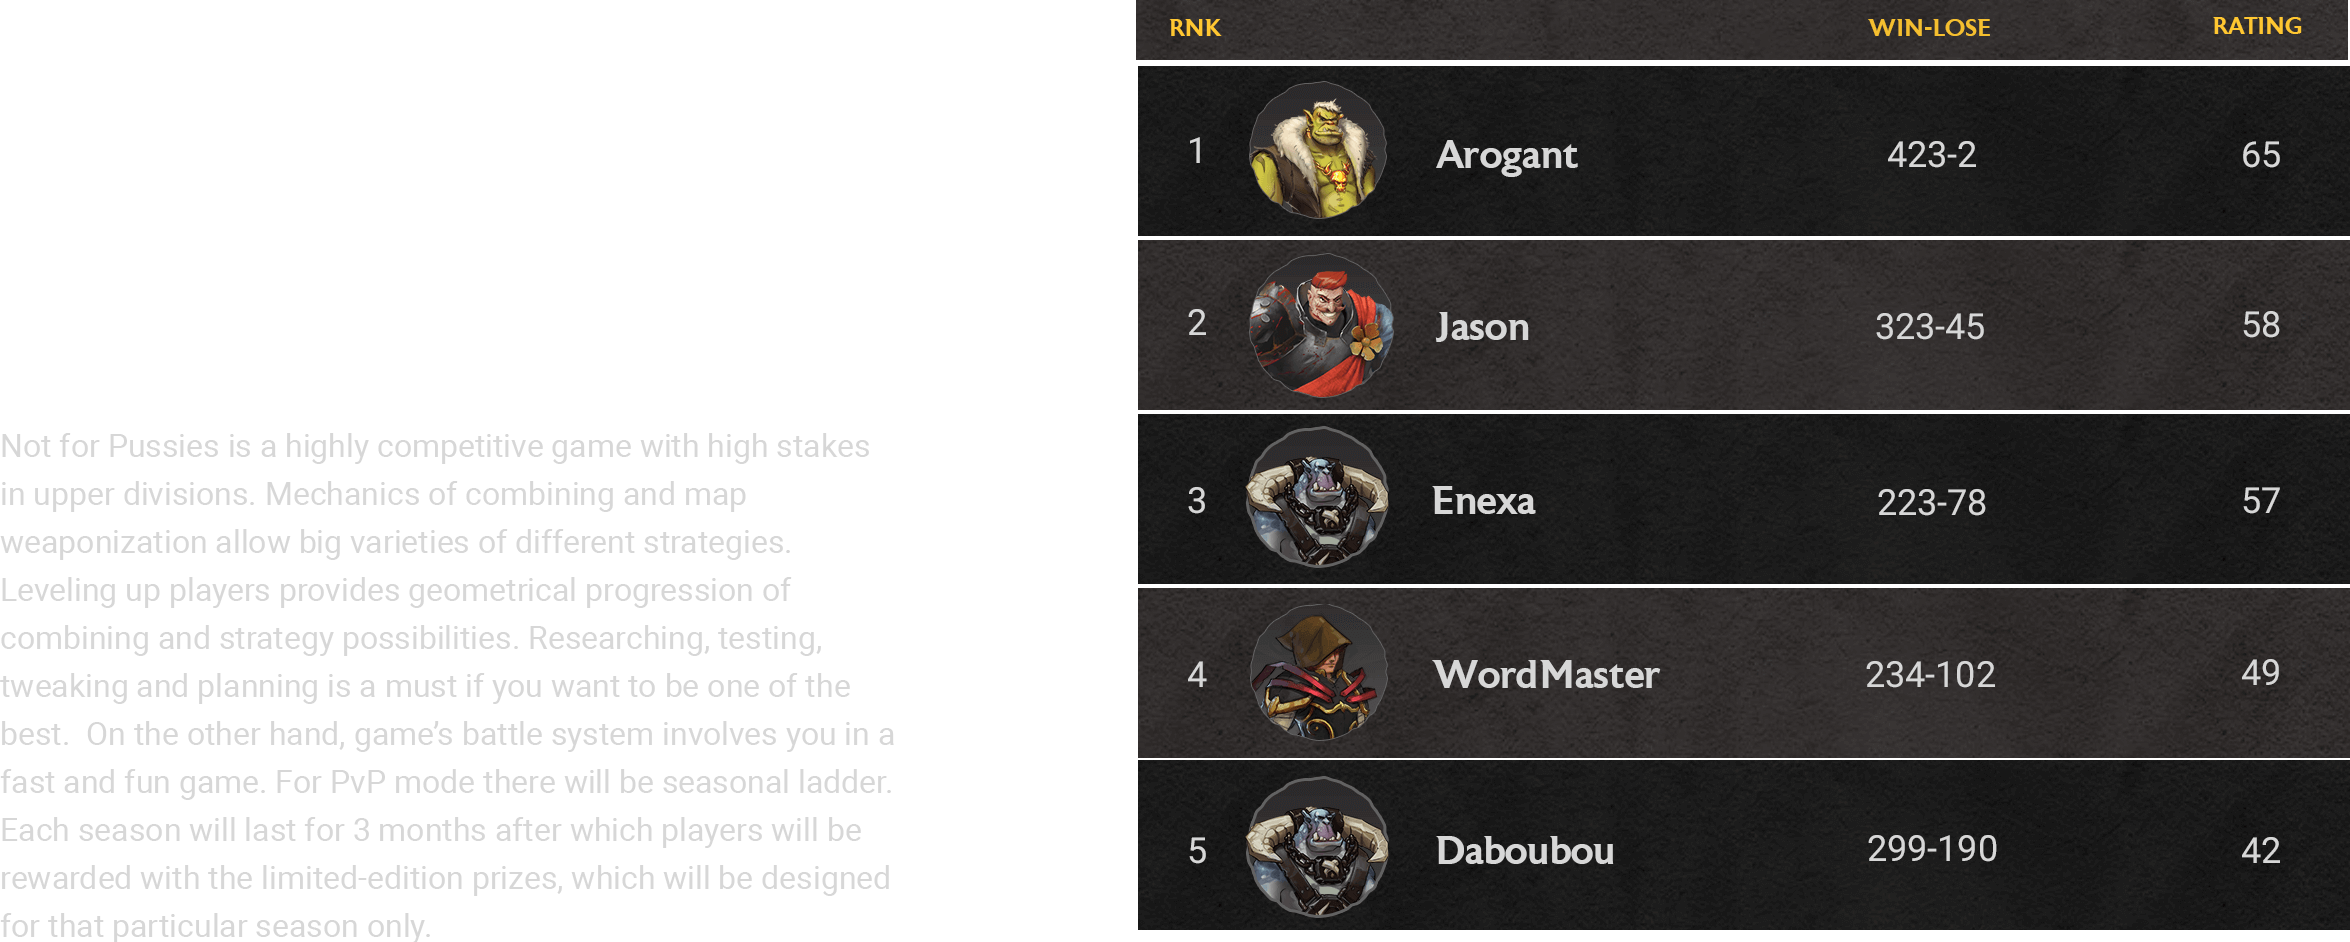 Not for Pussies is a highly competitive game with high stakes
in upper divisions. Mechanics of combining and map
weaponization allow big varieties of different strategies.
Leveling up players provides geometrical progression of
combining and strategy possibilities. Researching, testing,
tweaking and planning is a must if you want to be one of the
best.  On the other hand, game’s battle system involves you in a
fast and fun game. For PvP mode there will be seasonal ladder.
Each season will last for 3 months after which players will be
rewarded with the limited-edition prizes, which will be designed
for that particular season only.
RNK WIN-LOSE RATING
1 Arogant 423-2 65
2 Jason 323-45 58
3 Enexa 223-78 57
4 WordMaster 234-102 49
5 Daboubou 299-190 42